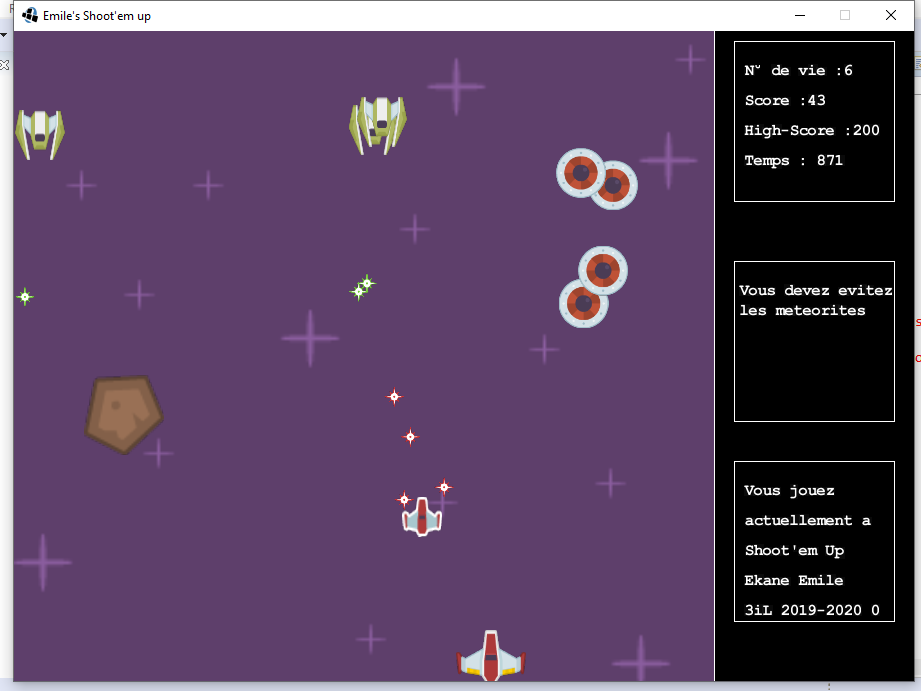 Emile's Shoot'em up
N˘ de vie :6
Score :43
High-Score :200
Temps : 871
Vous devez evitez
les meteorites
Vous jouez
actuellement a
Shoot'em Up
Ekane Emile
3iL 2019-2020 0